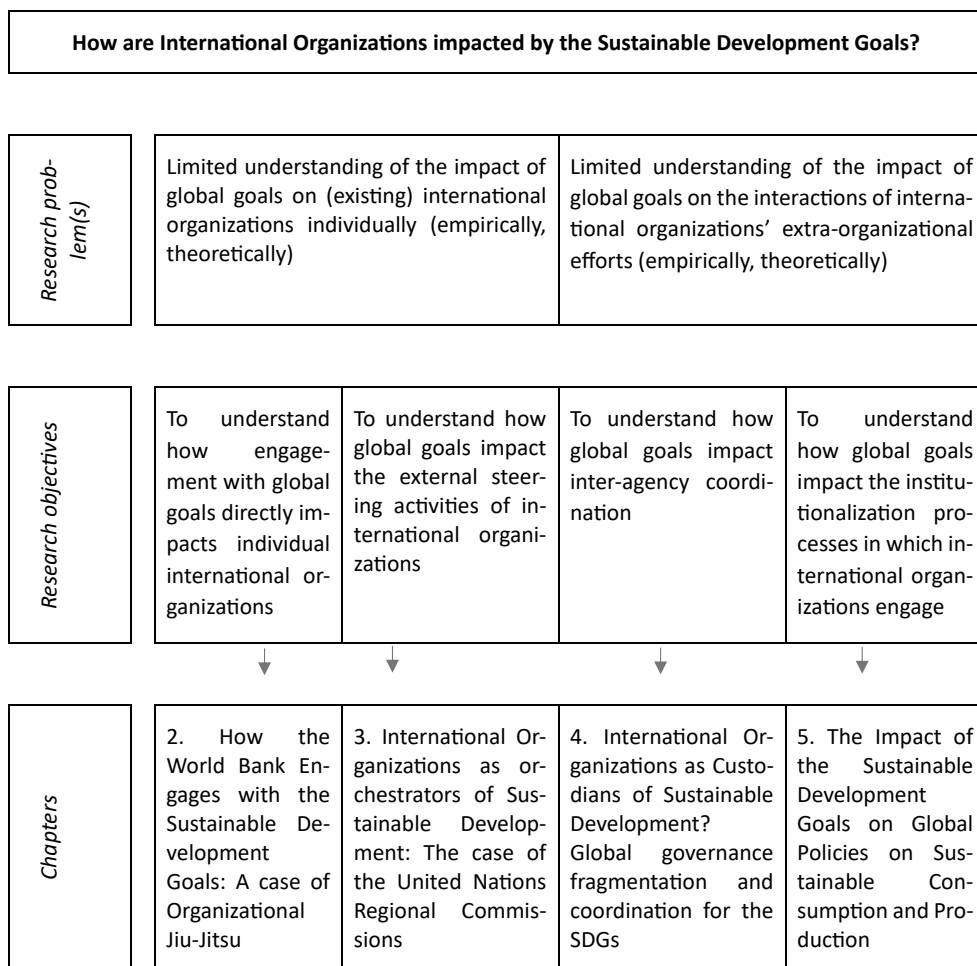 How are International Organizations impacted by the Sustainable Development Goals?
Research prob-
lem(s)
Limited understanding of the impact of
global goals on (existing) international
organizations individually (empirically,
theoretically)
Limited understanding of the impact of
global goals on the interactions of interna-
tional organizations’ extra-organizational
efforts (empirically, theoretically)
Research objectives
To understand
how engage-
ment with global
goals directly im-
pacts individual
international or-
ganizations
To understand how
global goals impact
the external steer-
ing activities of in-
ternational organi-
zations
To understand how
global goals impact
inter-agency coordi-
nation
To understand
how global goals
impact the institu-
tionalization pro-
cesses in which in-
ternational organ-
izations engage
Chapters
2. How the
World Bank En-
gages with the
Sustainable De-
velopment
Goals: A case of
Organizational
Jiu-Jitsu
3. International Or-
ganizations as or-
chestrators of Sus-
tainable Develop-
ment: The case of
the United Nations
Regional Commis-
sions
4. International Or-
ganizations as Custo-
dians of Sustainable
Development?
Global governance
fragmentation and
coordination for the
SDGs
5. The Impact of
the Sustainable
Development
Goals on Global
Policies on Sus-
tainable Con-
sumption and Pro-
duction